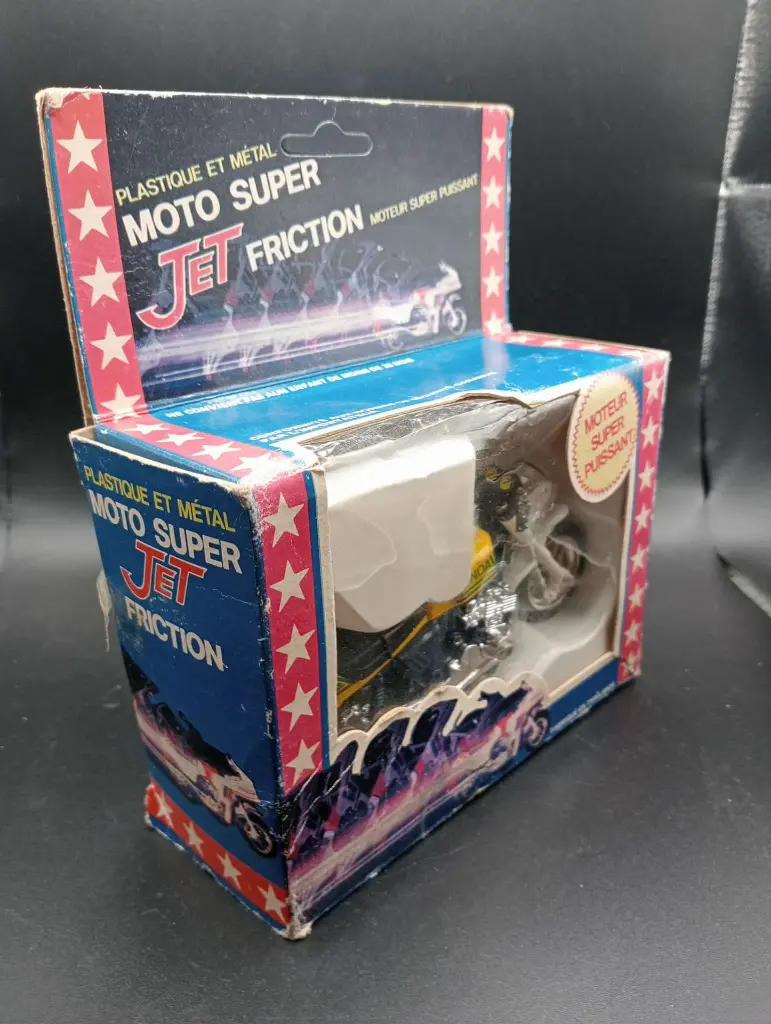 PLASTIQUE ET MÉTAL
MOTO SUPER
JET FRICTION MOTEUR SUPER PUISSANT
MOTEUR
SUPER
PUISSANT
PLASTIQUE ET MÉTAL
MOTO SUPER
JET
FRICTION